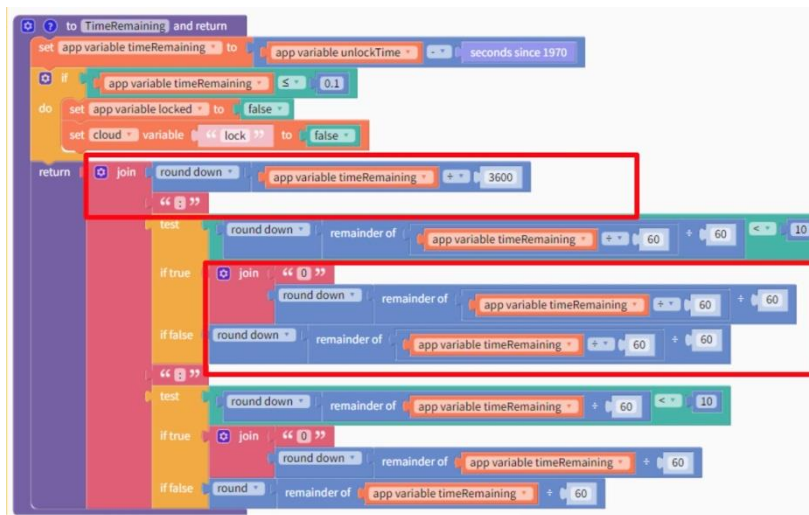 ? to TimeRemaining and return
set app variable timeRemaining to app variable unlockTime - seconds since 1970
if app variable timeRemaining ≤ 0.1
do set app variable locked to false
set cloud variable “ lock ” to false
return join round down app variable timeRemaining ÷ 3600
“ : ”
test round down remainder of app variable timeRemaining ÷ 60 ÷ 60 < 10
if true join “ 0 ”
round down remainder of app variable timeRemaining ÷ 60 ÷ 60
if false round down remainder of app variable timeRemaining ÷ 60 ÷ 60
“ : ”
test round down remainder of app variable timeRemaining ÷ 60 < 10
if true join “ 0 ”
round down remainder of app variable timeRemaining ÷ 60
if false round remainder of app variable timeRemaining ÷ 60